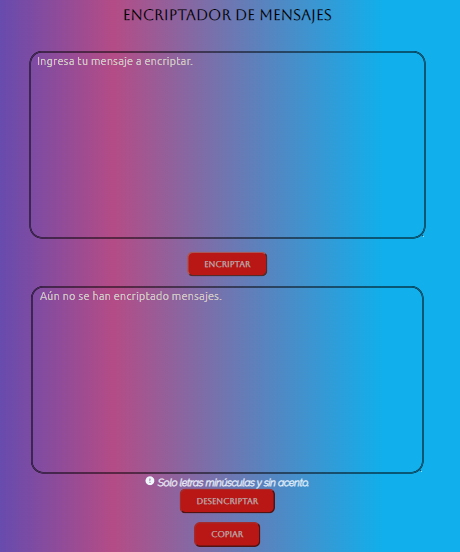 ENCRIPTADOR DE MENSAJES
Ingresa tu mensaje a encriptar.
ENCRIPTAR
Aún no se han encriptado mensajes.
Solo letras minúsculas y sin acento.
DESENCRIPTAR
COPIAR